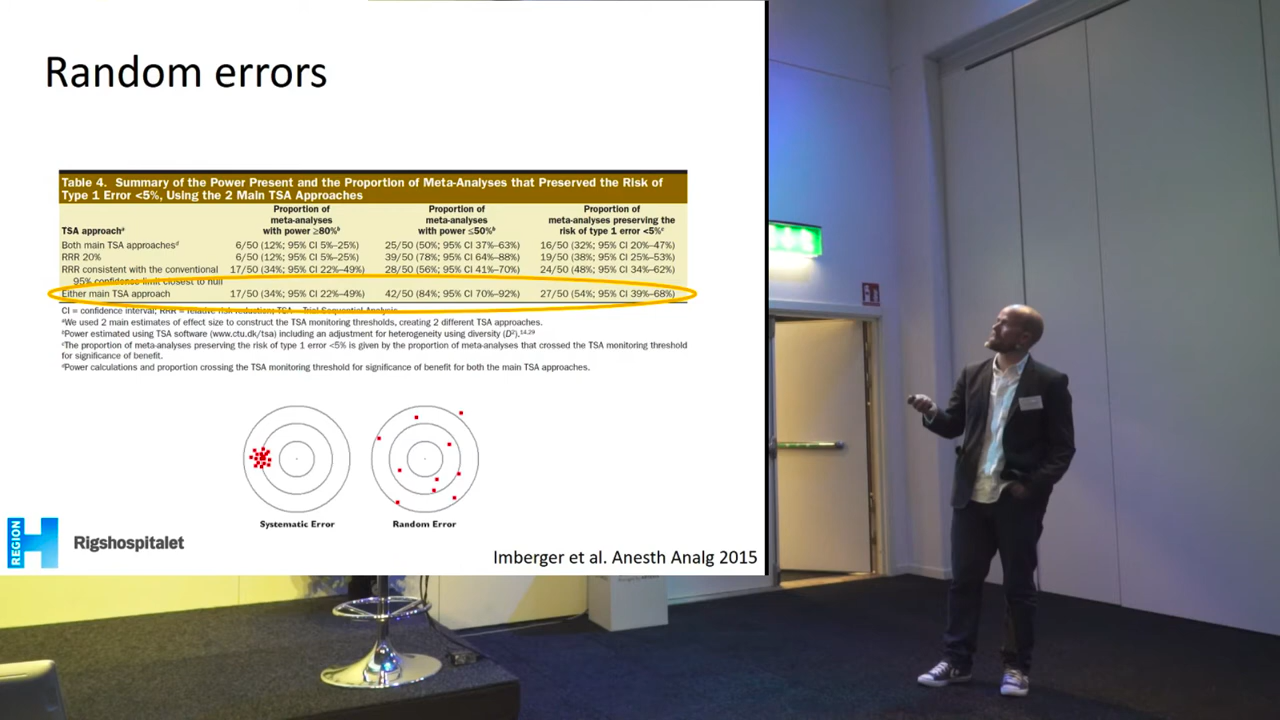 Random errors
Table 4. Summary of the Power Present and the Proportion of Meta-Analyses that Preserved the Risk of
Type 1 Error <5%, Using the 2 Main TSA Approaches
TSA approachᵃ
Proportion of
meta-analyses
with power ≥80%ᵇ
Proportion of
meta-analyses
with power ≤50%ᵇ
Proportion of
meta-analyses preserving the
risk of type 1 error <5%ᶜ
Both main TSA approachesᵈ 6/50 (12%; 95% CI 5%–25%) 25/50 (50%; 95% CI 37%–63%) 16/50 (32%; 95% CI 20%–47%)
RRR 20% 6/50 (12%; 95% CI 5%–25%) 39/50 (78%; 95% CI 64%–88%) 19/50 (38%; 95% CI 25%–53%)
RRR consistent with the conventional 17/50 (34%; 95% CI 22%–49%) 28/50 (56%; 95% CI 41%–70%) 24/50 (48%; 95% CI 34%–62%)
95% confidence limit closest to null
Either main TSA approach 17/50 (34%; 95% CI 22%–49%) 42/50 (84%; 95% CI 70%–92%) 27/50 (54%; 95% CI 39%–68%)
CI = confidence interval; RRR = relative risk reduction; TSA = Trial Sequential Analysis.
ᵃWe used 2 main estimates of effect size to construct the TSA monitoring thresholds, creating 2 different TSA approaches.
ᵇPower estimated using TSA software (www.ctu.dk/tsa) including an adjustment for heterogeneity using diversity (D²).¹⁴,²⁹
ᶜThe proportion of meta-analyses preserving the risk of type 1 error <5% is given by the proportion of meta-analyses that crossed the TSA monitoring threshold
for significance of benefit.
ᵈPower calculations and proportion crossing the TSA monitoring threshold for significance of benefit for both the main TSA approaches.
Systematic Error
Random Error
REGION H
Rigshospitalet
Imberger et al. Anesth Analg 2015